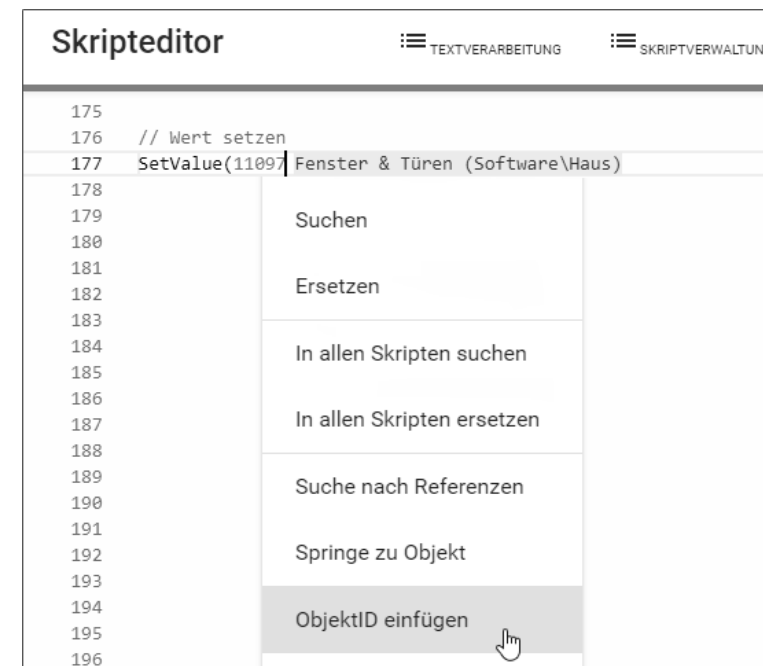 Skripteditor
TEXTVERARBEITUNG
SKRIPTVERWALTUN
175
176 // Wert setzen
177 SetValue(11097 Fenster & Türen (Software\Haus)
178
179
Suchen
180
181
182
Ersetzen
183
184
In allen Skripten suchen
185
186
187
In allen Skripten ersetzen
188
189
Suche nach Referenzen
190
191
192
Springe zu Objekt
193
194
ObjektID einfügen
195
196